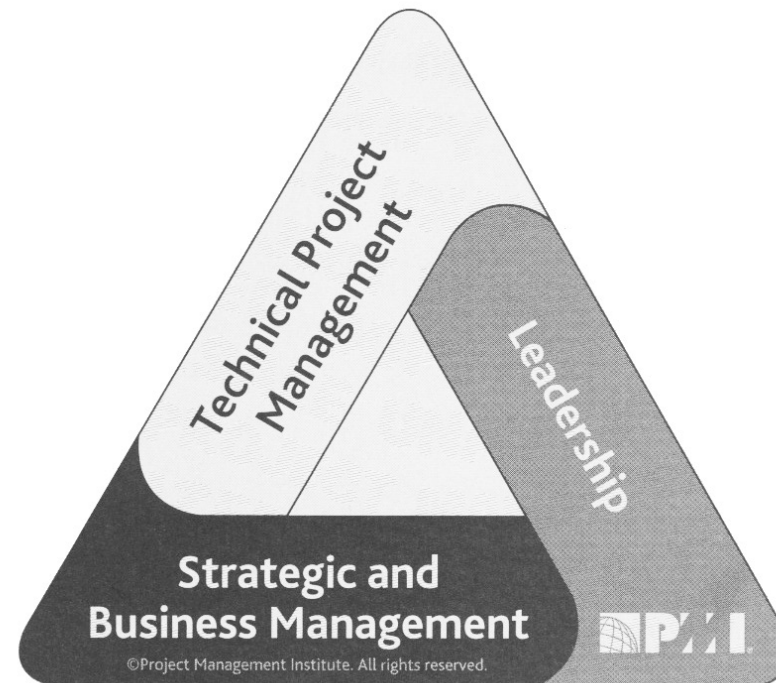 Technical Project
Management
Leadership
Strategic and
Business Management
©Project Management Institute. All rights reserved.
PMI.